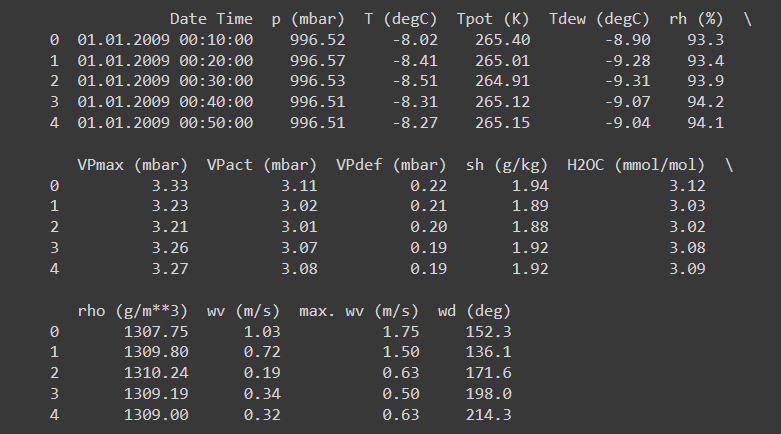 Date Time p (mbar) T (degC) Tpot (K) Tdew (degC) rh (%) \
0 01.01.2009 00:10:00 996.52 -8.02 265.40 -8.90 93.3
1 01.01.2009 00:20:00 996.57 -8.41 265.01 -9.28 93.4
2 01.01.2009 00:30:00 996.53 -8.51 264.91 -9.31 93.9
3 01.01.2009 00:40:00 996.51 -8.31 265.12 -9.07 94.2
4 01.01.2009 00:50:00 996.51 -8.27 265.15 -9.04 94.1
VPmax (mbar) VPact (mbar) VPdef (mbar) sh (g/kg) H2OC (mmol/mol) \
0 3.33 3.11 0.22 1.94 3.12
1 3.23 3.02 0.21 1.89 3.03
2 3.21 3.01 0.20 1.88 3.02
3 3.26 3.07 0.19 1.92 3.08
4 3.27 3.08 0.19 1.92 3.09
rho (g/m**3) wv (m/s) max. wv (m/s) wd (deg)
0 1307.75 1.03 1.75 152.3
1 1309.80 0.72 1.50 136.1
2 1310.24 0.19 0.63 171.6
3 1309.19 0.34 0.50 198.0
4 1309.00 0.32 0.63 214.3